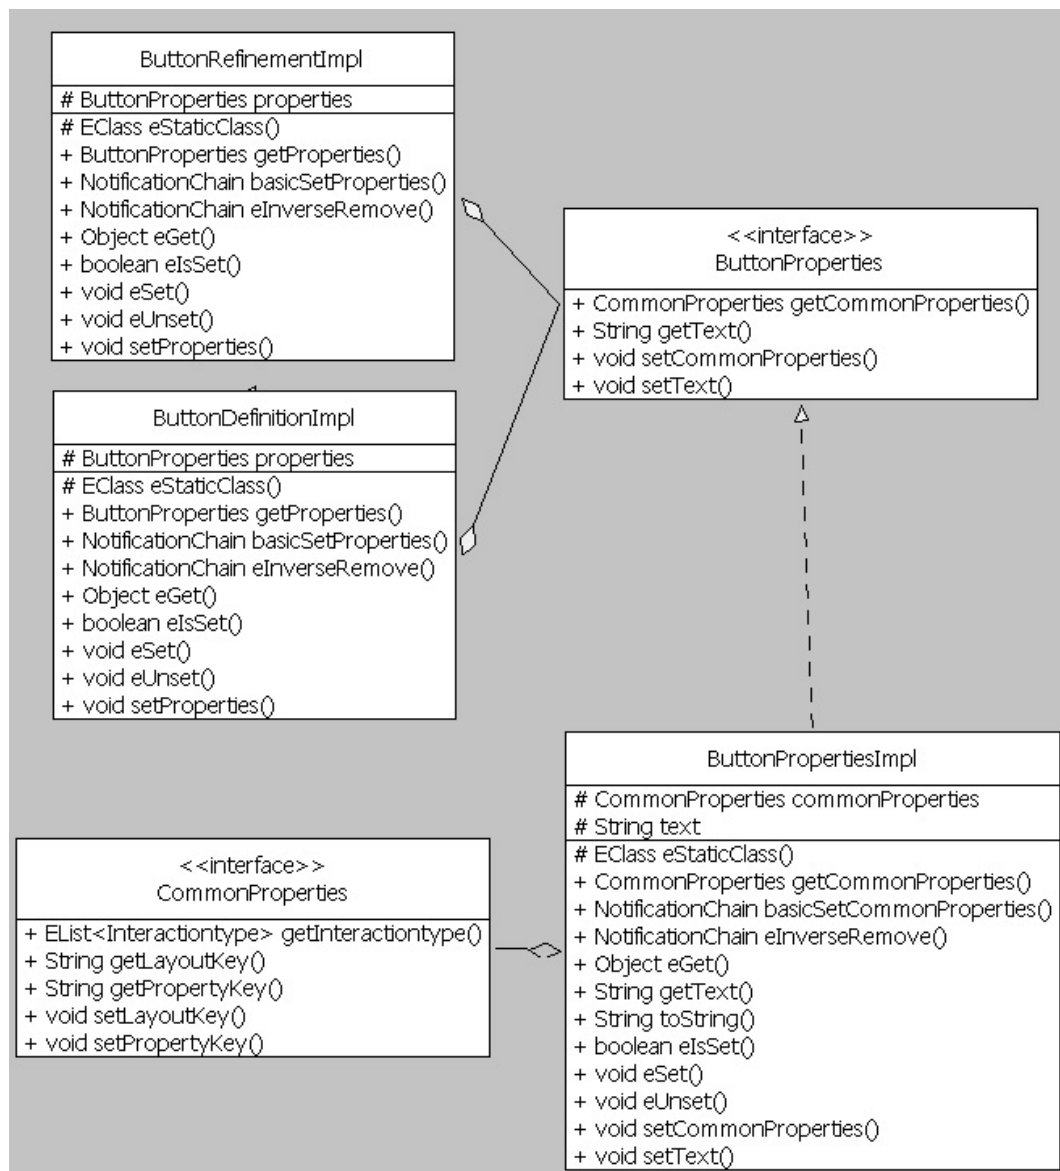 ButtonRefinementImpl
# ButtonProperties properties
# EClass eStaticClass()
+ ButtonProperties getProperties()
+ NotificationChain basicSetProperties()
+ NotificationChain eInverseRemove()
+ Object eGet()
+ boolean eIsSet()
+ void eSet()
+ void eUnset()
+ void setProperties()
<<interface>>
ButtonProperties
+ CommonProperties getCommonProperties()
+ String getText()
+ void setCommonProperties()
+ void setText()
ButtonDefinitionImpl
# ButtonProperties properties
# EClass eStaticClass()
+ ButtonProperties getProperties()
+ NotificationChain basicSetProperties()
+ NotificationChain eInverseRemove()
+ Object eGet()
+ boolean eIsSet()
+ void eSet()
+ void eUnset()
+ void setProperties()
ButtonPropertiesImpl
# CommonProperties commonProperties
# String text
# EClass eStaticClass()
+ CommonProperties getCommonProperties()
+ NotificationChain basicSetCommonProperties()
+ NotificationChain eInverseRemove()
+ Object eGet()
+ String getText()
+ String toString()
+ boolean eIsSet()
+ void eSet()
+ void eUnset()
+ void setCommonProperties()
+ void setText()
<<interface>>
CommonProperties
+ EList<Interactiontype> getInteractiontype()
+ String getLayoutKey()
+ String getPropertyKey()
+ void setLayoutKey()
+ void setPropertyKey()